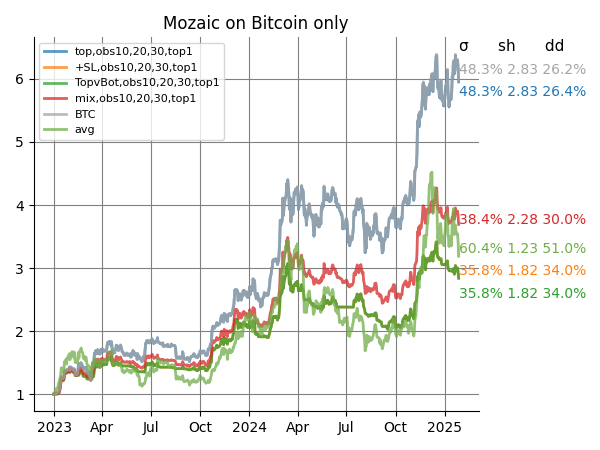 Mozaic on Bitcoin only
σ sh dd
top,obs10,20,30,top1
+SL,obs10,20,30,top1
TopvBot,obs10,20,30,top1
mix,obs10,20,30,top1
BTC
avg
48.3% 2.83 26.2%
48.3% 2.83 26.4%
38.4% 2.28 30.0%
60.4% 1.23 51.0%
35.8% 1.82 34.0%
35.8% 1.82 34.0%
6
5
4
3
2
1
2023 Apr Jul Oct 2024 Apr Jul Oct 2025